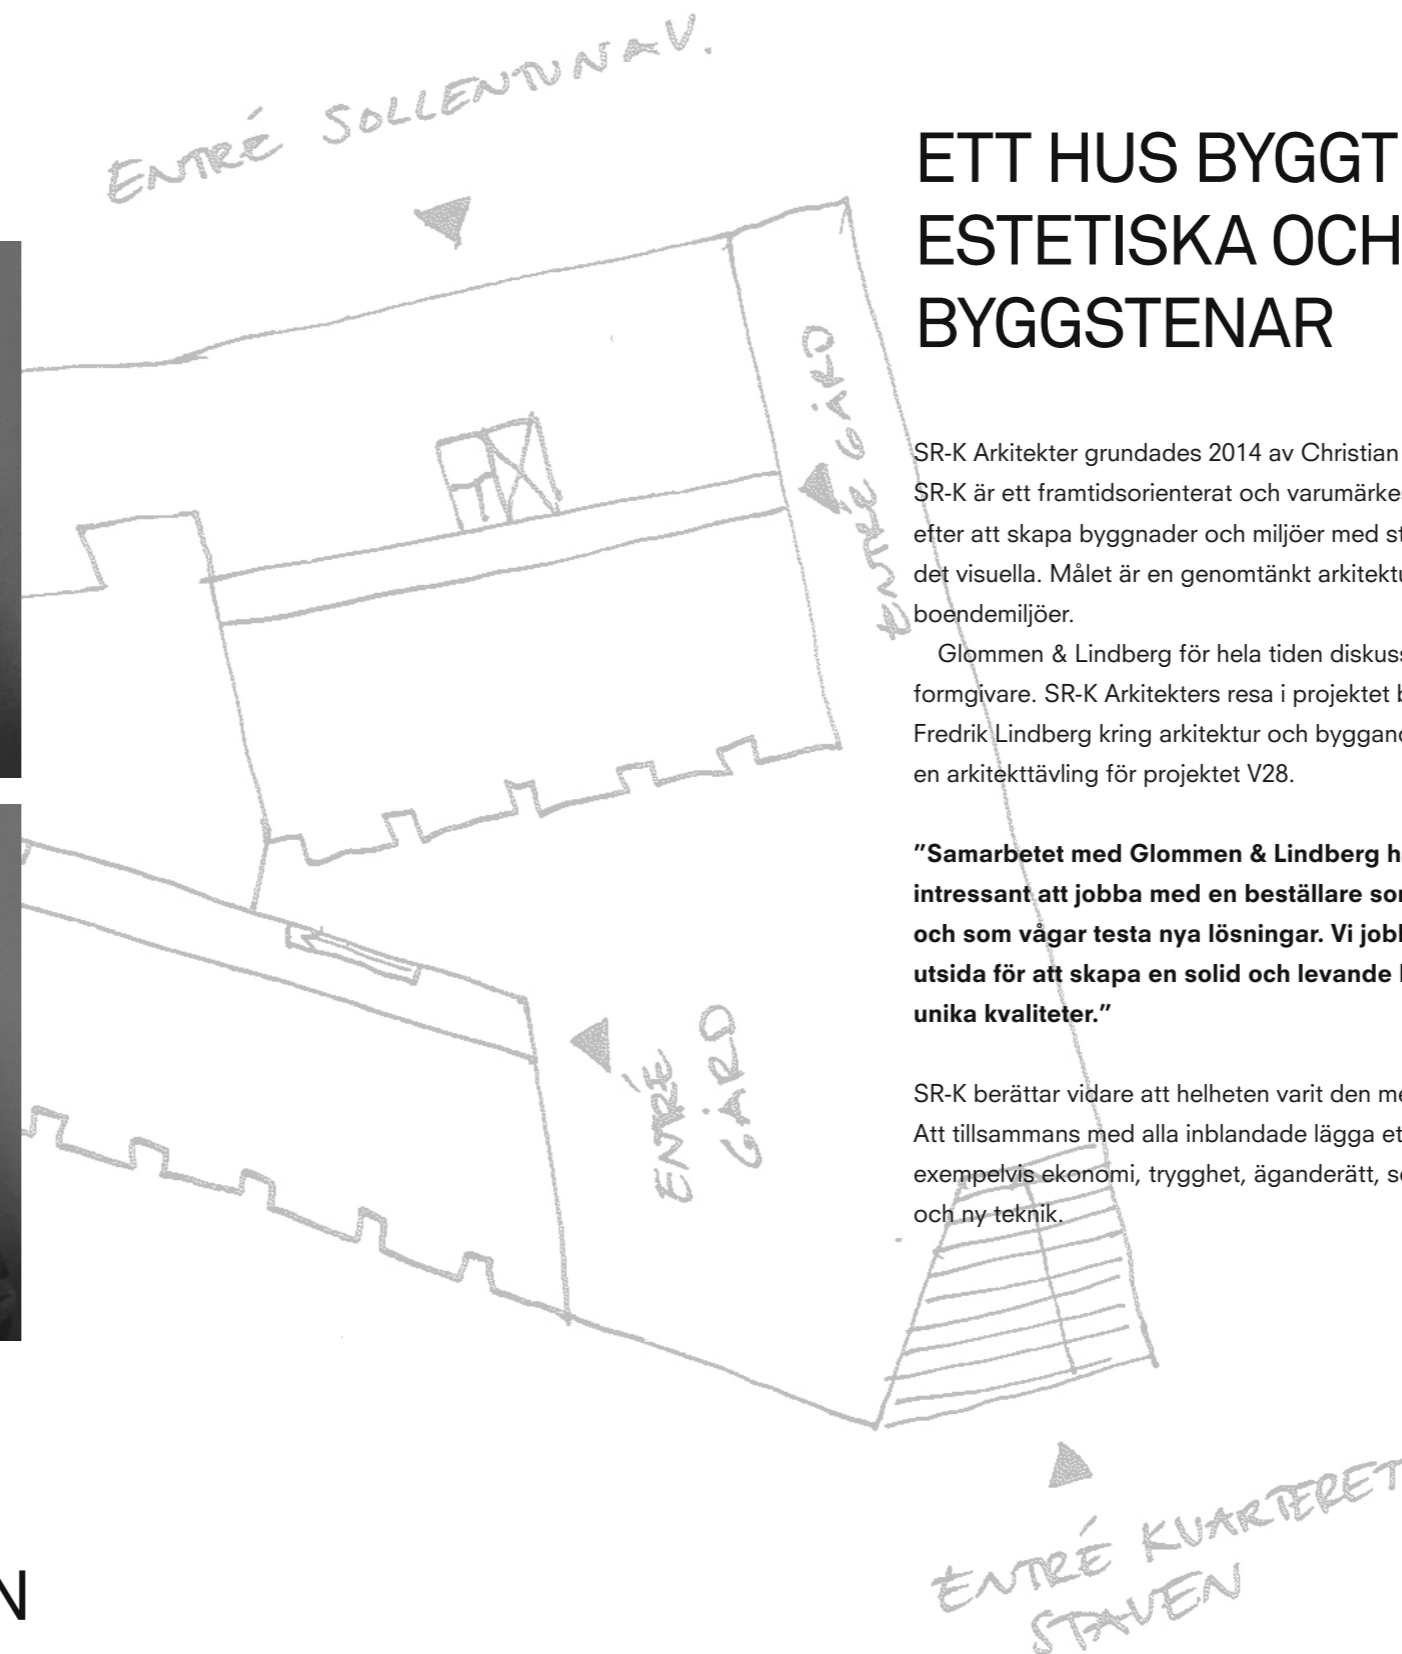 ENTRÉ SOLLENTUNAV.
ENTRÉ GÅRD
ENTRÉ
GÅRD
ENTRÉ KVARTERET
STAVEN
N
ETT HUS BYGGT
ESTETISKA OCH
BYGGSTENAR
SR-K Arkitekter grundades 2014 av Christian
SR-K är ett framtidsorienterat och varumärkes
efter att skapa byggnader och miljöer med st
det visuella. Målet är en genomtänkt arkitektu
boendemiljöer.
Glommen & Lindberg för hela tiden diskuss
formgivare. SR-K Arkitekters resa i projektet b
Fredrik Lindberg kring arkitektur och byggand
en arkitekttävling för projektet V28.
”Samarbetet med Glommen & Lindberg ha
intressant att jobba med en beställare som
och som vågar testa nya lösningar. Vi jobb
utsida för att skapa en solid och levande
unika kvaliteter.”
SR-K berättar vidare att helheten varit den me
Att tillsammans med alla inblandade lägga et
exempelvis ekonomi, trygghet, äganderätt, so
och ny teknik.